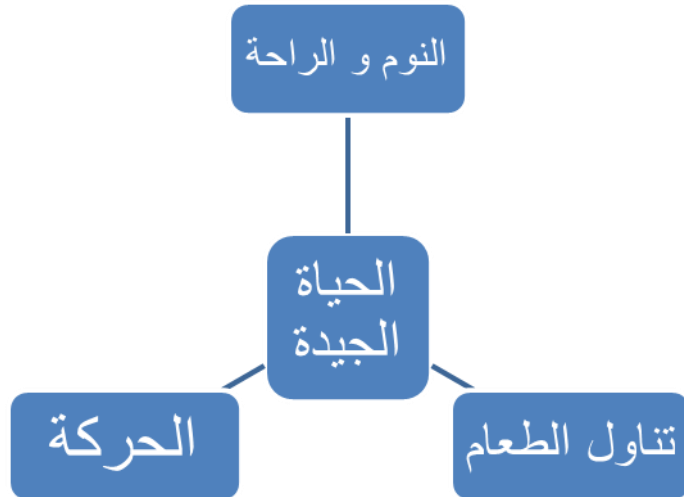 النوم و الراحة
الحياة
الجيدة
تناول الطعام
الحركة